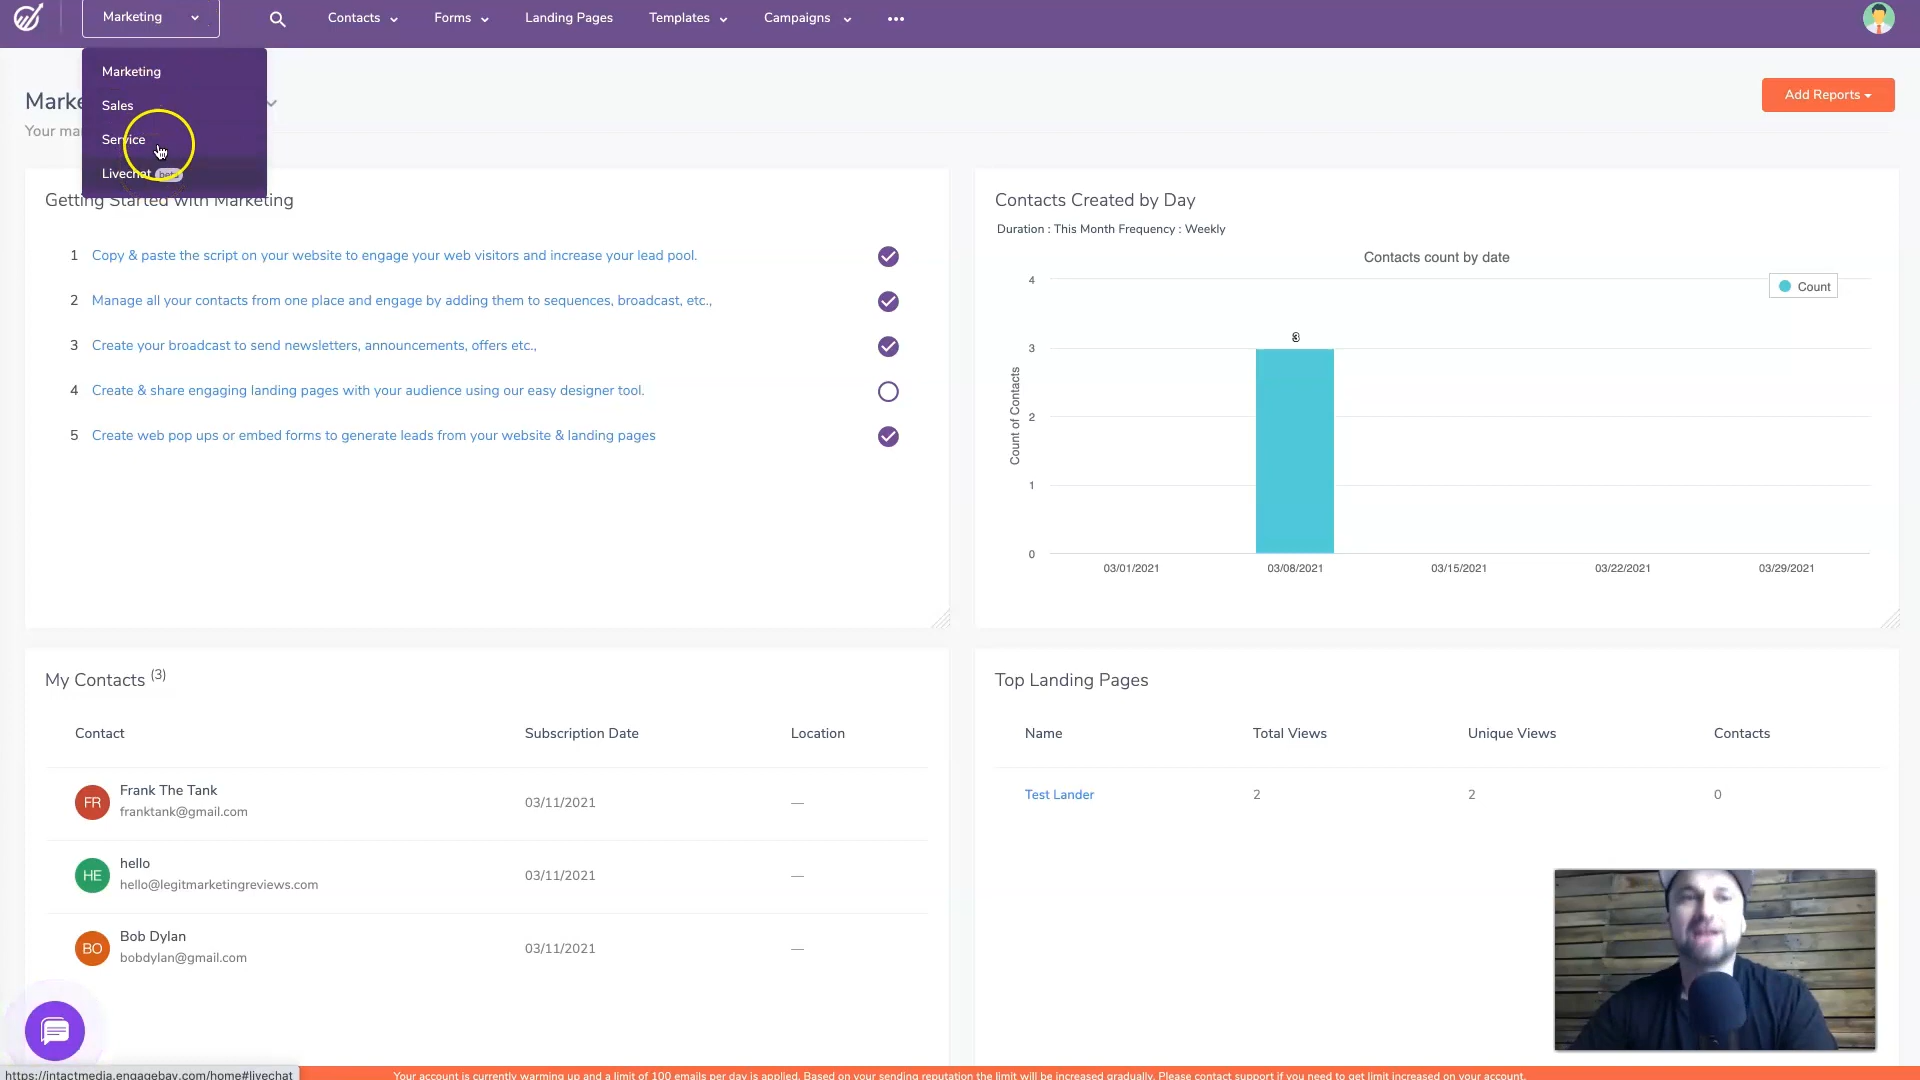 Marketing
Contacts
Forms
Landing Pages
Templates
Campaigns
Marketing
Sales
Service
Livechat beta
Marke
Your mar
Add Reports
Getting Started with Marketing
1 Copy & paste the script on your website to engage your web visitors and increase your lead pool.
2 Manage all your contacts from one place and engage by adding them to sequences, broadcast, etc.,
3 Create your broadcast to send newsletters, announcements, offers etc.,
4 Create & share engaging landing pages with your audience using our easy designer tool.
5 Create web pop ups or embed forms to generate leads from your website & landing pages
Contacts Created by Day
Duration : This Month Frequency : Weekly
Contacts count by date
Count
4
3
2
1
0
Count of Contacts
3
03/01/2021 03/08/2021 03/15/2021 03/22/2021 03/29/2021
My Contacts (3)
Contact Subscription Date Location
FR Frank The Tank
franktank@gmail.com
03/11/2021 —
HE hello
hello@legitmarketingreviews.com
03/11/2021 —
BO Bob Dylan
bobdylan@gmail.com
03/11/2021 —
Top Landing Pages
Name Total Views Unique Views Contacts
Test Lander 2 2 0
https://intactmedia.engagebay.com/home#livechat
Your account is currently warming up and a limit of 100 emails per day is applied. Based on your sending reputation the limit will be increased gradually. Please contact support if you need to get limit increased on your account.